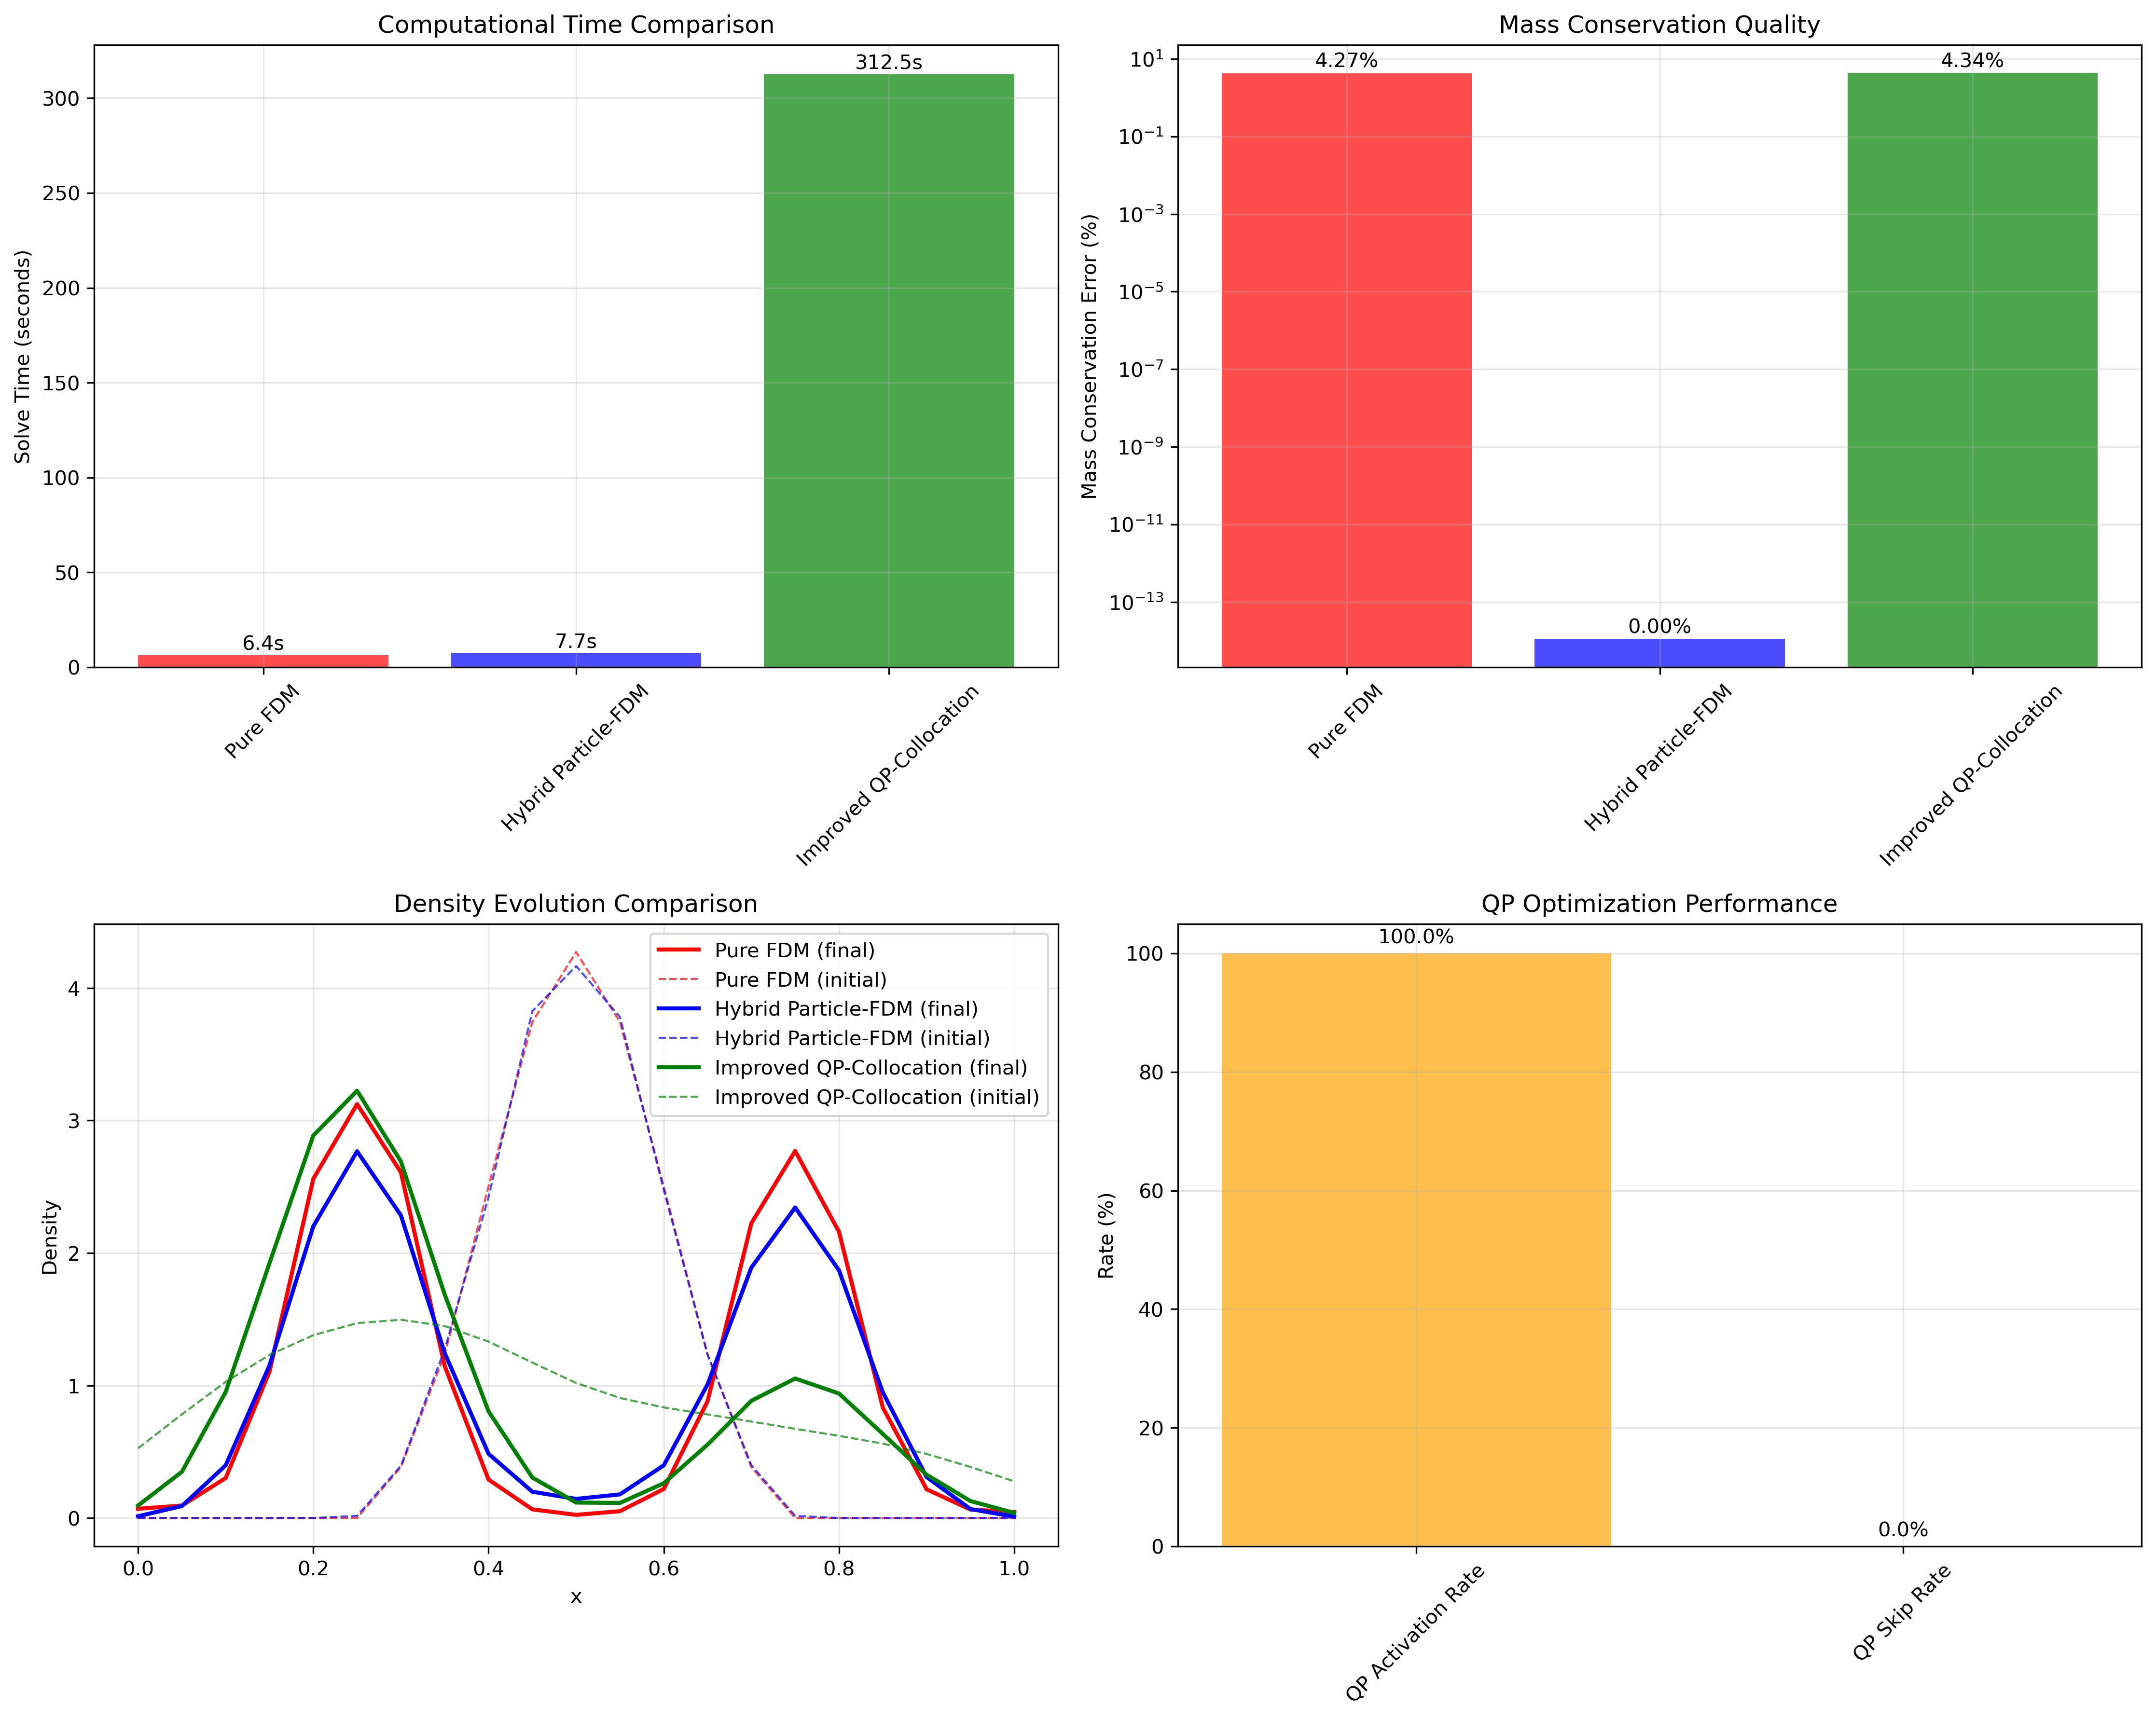 Computational Time Comparison
Solve Time (seconds)
300
250
200
150
100
50
0
6.4s
7.7s
312.5s
Pure FDM
Hybrid Particle-FDM
Improved QP-Collocation
Mass Conservation Quality
Mass Conservation Error (%)
10¹
10⁻¹
10⁻³
10⁻⁵
10⁻⁷
10⁻⁹
10⁻¹¹
10⁻¹³
4.27%
0.00%
4.34%
Pure FDM
Hybrid Particle-FDM
Improved QP-Collocation
Density Evolution Comparison
Density
4
3
2
1
0
0.0
0.2
0.4
0.6
0.8
1.0
x
Pure FDM (final)
Pure FDM (initial)
Hybrid Particle-FDM (final)
Hybrid Particle-FDM (initial)
Improved QP-Collocation (final)
Improved QP-Collocation (initial)
QP Optimization Performance
Rate (%)
100
80
60
40
20
0
100.0%
0.0%
QP Activation Rate
QP Skip Rate